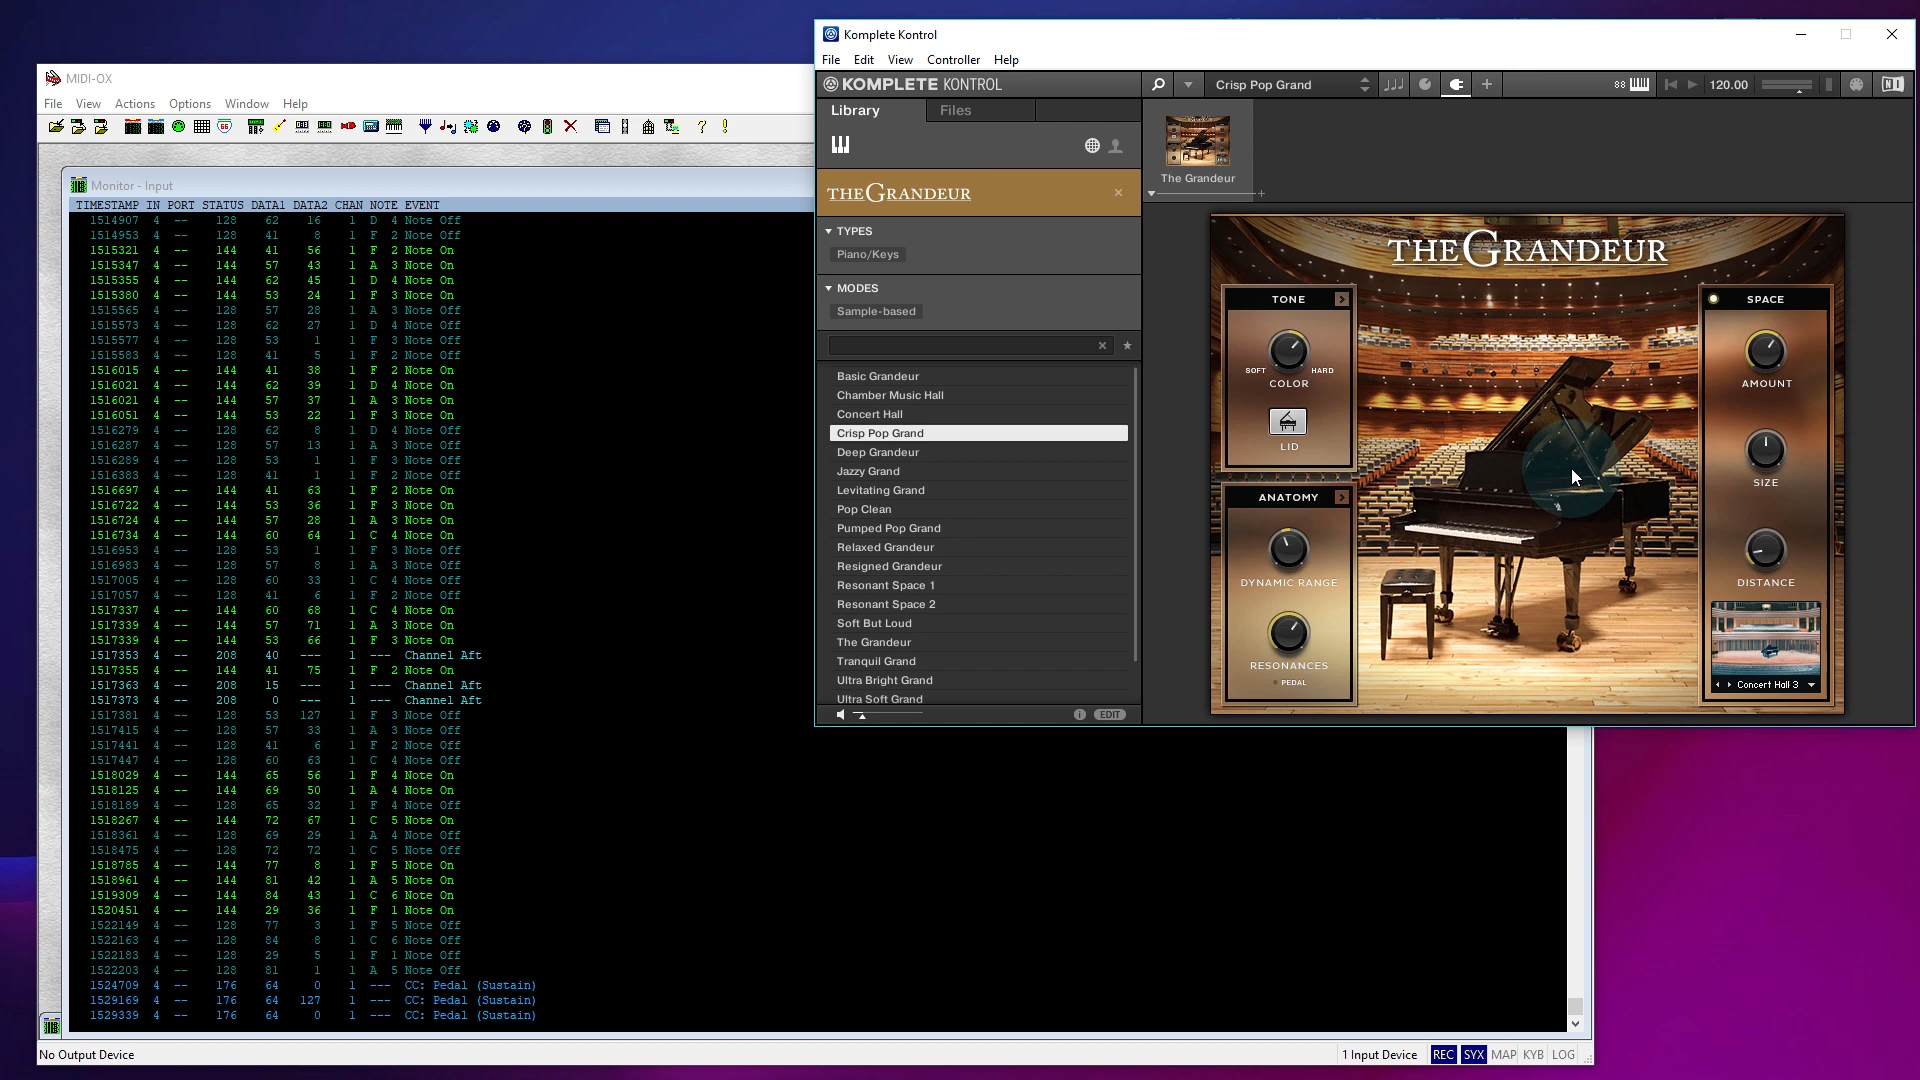 MIDI-OX
File View Actions Options Window Help
Monitor - Input
TIMESTAMP IN PORT STATUS DATA1 DATA2 CHAN NOTE EVENT
1514907 4 -- 128 62 16 1 D 4 Note Off
1514953 4 -- 128 41 8 1 F 2 Note Off
1515321 4 -- 144 41 56 1 F 2 Note On
1515347 4 -- 144 57 43 1 A 3 Note On
1515355 4 -- 144 62 45 1 D 4 Note On
1515380 4 -- 144 53 24 1 F 3 Note On
1515565 4 -- 128 57 28 1 A 3 Note Off
1515573 4 -- 128 62 27 1 D 4 Note Off
1515577 4 -- 128 53 1 1 F 3 Note Off
1515583 4 -- 128 41 5 1 F 2 Note Off
1516015 4 -- 144 41 38 1 F 2 Note On
1516021 4 -- 144 62 39 1 D 4 Note On
1516021 4 -- 144 57 37 1 A 3 Note On
1516051 4 -- 144 53 22 1 F 3 Note On
1516279 4 -- 128 62 8 1 D 4 Note Off
1516287 4 -- 128 57 13 1 A 3 Note Off
1516289 4 -- 128 53 1 1 F 3 Note Off
1516383 4 -- 128 41 1 1 F 2 Note Off
1516697 4 -- 144 41 63 1 F 2 Note On
1516722 4 -- 144 53 36 1 F 3 Note On
1516724 4 -- 144 57 28 1 A 3 Note On
1516734 4 -- 144 60 64 1 C 4 Note On
1516953 4 -- 128 53 1 1 F 3 Note Off
1516983 4 -- 128 57 8 1 A 3 Note Off
1517005 4 -- 128 60 33 1 C 4 Note Off
1517057 4 -- 128 41 6 1 F 2 Note Off
1517337 4 -- 144 60 68 1 C 4 Note On
1517339 4 -- 144 57 71 1 A 3 Note On
1517339 4 -- 144 53 66 1 F 3 Note On
1517353 4 -- 208 40 --- 1 --- Channel Aft
1517355 4 -- 144 41 75 1 F 2 Note On
1517363 4 -- 208 15 --- 1 --- Channel Aft
1517373 4 -- 208 0 --- 1 --- Channel Aft
1517381 4 -- 128 53 127 1 F 3 Note Off
1517415 4 -- 128 57 33 1 A 3 Note Off
1517441 4 -- 128 41 6 1 F 2 Note Off
1517447 4 -- 128 60 63 1 C 4 Note Off
1518029 4 -- 144 65 56 1 F 4 Note On
1518125 4 -- 144 69 50 1 A 4 Note On
1518189 4 -- 128 65 32 1 F 4 Note Off
1518267 4 -- 144 72 67 1 C 5 Note On
1518361 4 -- 128 69 29 1 A 4 Note Off
1518475 4 -- 128 72 72 1 C 5 Note Off
1518785 4 -- 144 77 8 1 F 5 Note On
1518961 4 -- 144 81 42 1 A 5 Note On
1519309 4 -- 144 84 43 1 C 6 Note On
1520451 4 -- 144 29 36 1 F 1 Note On
1522149 4 -- 128 77 3 1 F 5 Note Off
1522163 4 -- 128 84 8 1 C 6 Note Off
1522183 4 -- 128 29 5 1 F 1 Note Off
1522203 4 -- 128 81 1 1 A 5 Note Off
1524709 4 -- 176 64 0 1 --- CC: Pedal (Sustain)
1529169 4 -- 176 64 127 1 --- CC: Pedal (Sustain)
1529339 4 -- 176 64 0 1 --- CC: Pedal (Sustain)
No Output Device
1 Input Device REC SYX MAP KYB LOG
Komplete Kontrol
File Edit View Controller Help
KOMPLETE KONTROL
Crisp Pop Grand
88
120.00
Library Files
THE GRANDEUR
TYPES
Piano/Keys
MODES
Sample-based
Basic Grandeur
Chamber Music Hall
Concert Hall
Crisp Pop Grand
Deep Grandeur
Jazzy Grand
Levitating Grand
Pop Clean
Pumped Pop Grand
Relaxed Grandeur
Resigned Grandeur
Resonant Space 1
Resonant Space 2
Soft But Loud
The Grandeur
Tranquil Grand
Ultra Bright Grand
Ultra Soft Grand
EDIT
The Grandeur
THE GRANDEUR
TONE
SOFT HARD
COLOR
LID
ANATOMY
DYNAMIC RANGE
RESONANCES
PEDAL
SPACE
AMOUNT
SIZE
DISTANCE
Concert Hall 3